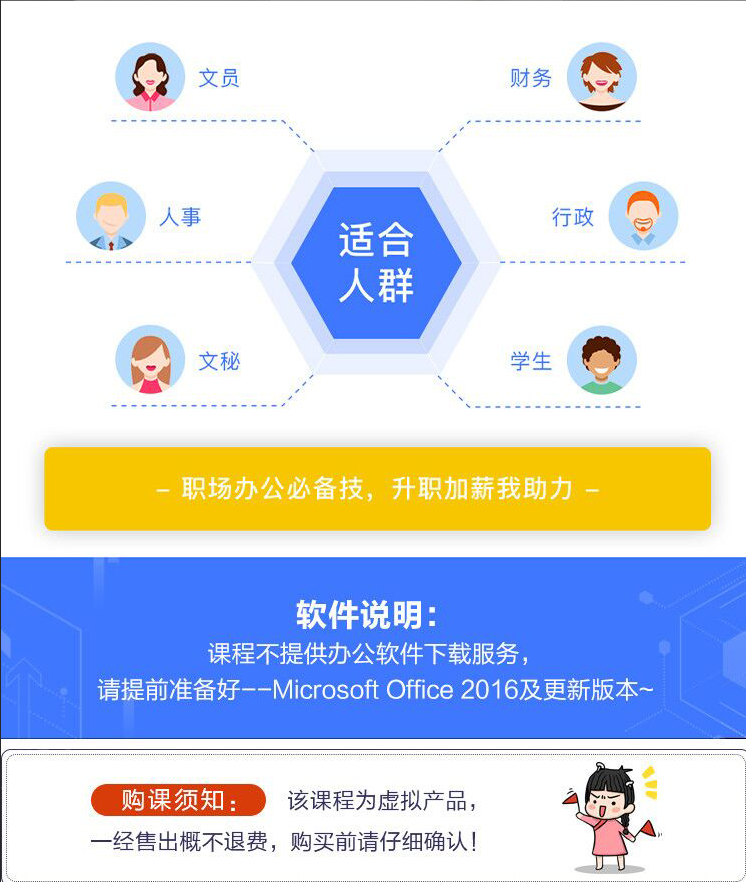 文员
财务
人事
行政
适合
人群
文秘
学生
– 职场办公必备技，升职加薪我助力 –
软件说明：
课程不提供办公软件下载服务，
请提前准备好--Microsoft Office 2016及更新版本~
购课须知： 该课程为虚拟产品，
一经售出概不退费，购买前请仔细确认！